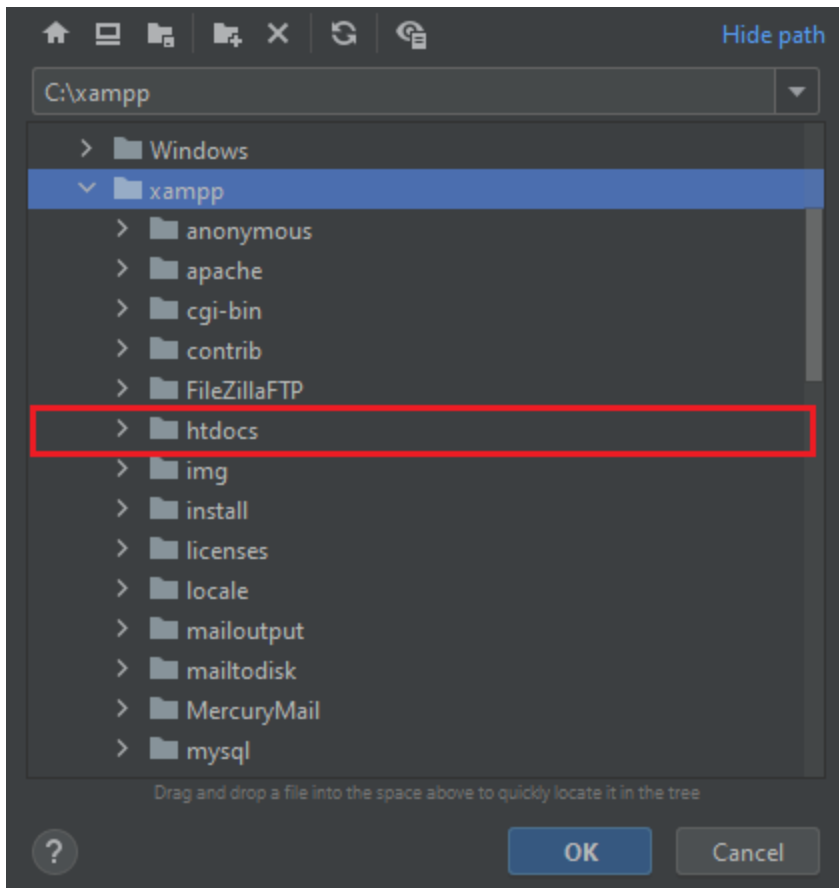 Hide path
C:\xampp
Windows
xampp
anonymous
apache
cgi-bin
contrib
FileZillaFTP
htdocs
img
install
licenses
locale
mailoutput
mailtodisk
MercuryMail
mysql
Drag and drop a file into the space above to quickly locate it in the tree
? OK Cancel